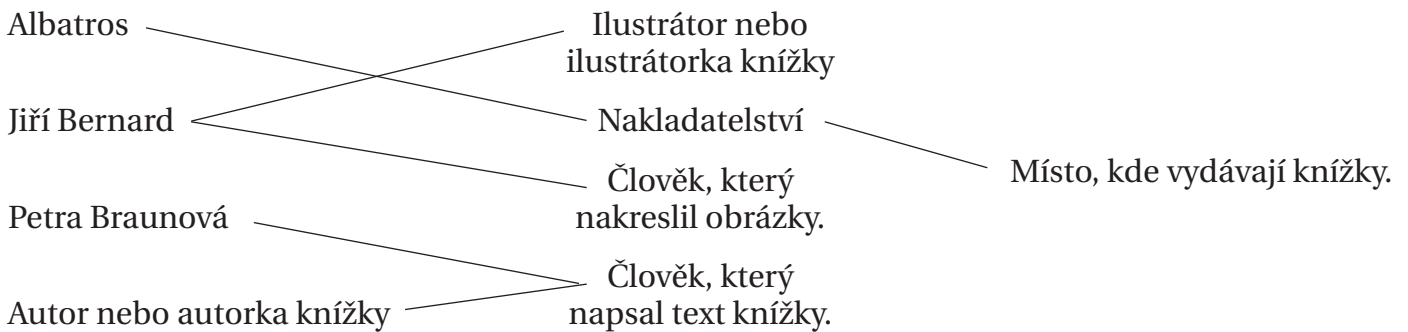 Albatros
Ilustrátor nebo
ilustrátorka knížky
Jiří Bernard
Nakladatelství
Místo, kde vydávají knížky.
Člověk, který
nakreslil obrázky.
Petra Braunová
Člověk, který
napsal text knížky.
Autor nebo autorka knížky